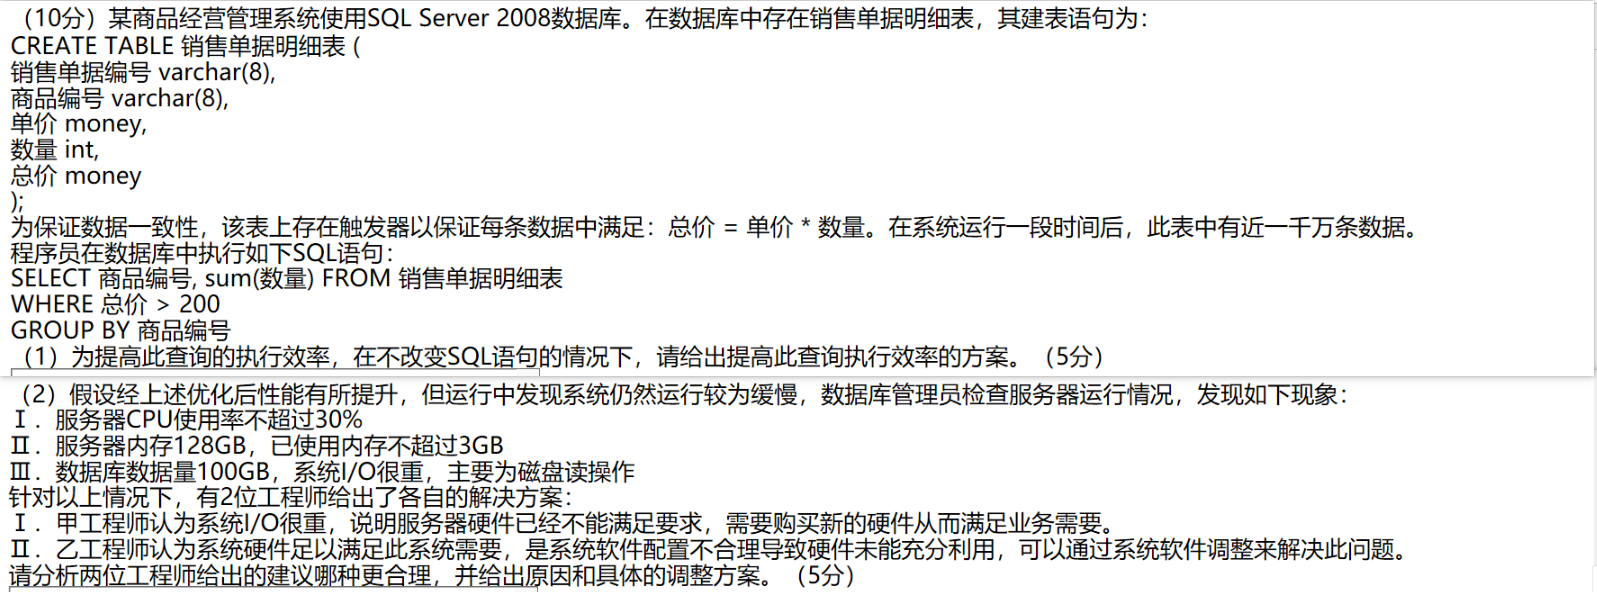 （10分）某商品经营管理系统使用SQL Server 2008数据库。在数据库中存在销售单据明细表，其建表语句为：
CREATE TABLE 销售单据明细表 (
销售单据编号 varchar(8),
商品编号 varchar(8),
单价 money,
数量 int,
总价 money
);
为保证数据一致性，该表上存在触发器以保证每条数据中满足：总价 = 单价 * 数量。在系统运行一段时间后，此表中有近一千万条数据。
程序员在数据库中执行如下SQL语句：
SELECT 商品编号, sum(数量) FROM 销售单据明细表
WHERE 总价 > 200
GROUP BY 商品编号
（1）为提高此查询的执行效率，在不改变SQL语句的情况下，请给出提高此查询执行效率的方案。（5分）
（2）假设经上述优化后性能有所提升，但运行中发现系统仍然运行较为缓慢，数据库管理员检查服务器运行情况，发现如下现象：
Ⅰ．服务器CPU使用率不超过30%
Ⅱ．服务器内存128GB，已使用内存不超过3GB
Ⅲ．数据库数据量100GB，系统I/O很重，主要为磁盘读操作
针对以上情况下，有2位工程师给出了各自的解决方案：
Ⅰ．甲工程师认为系统I/O很重，说明服务器硬件已经不能满足要求，需要购买新的硬件从而满足业务需要。
Ⅱ．乙工程师认为系统硬件足以满足此系统需要，是系统软件配置不合理导致硬件未能充分利用，可以通过系统软件调整来解决此问题。
请分析两位工程师给出的建议哪种更合理，并给出原因和具体的调整方案。（5分）